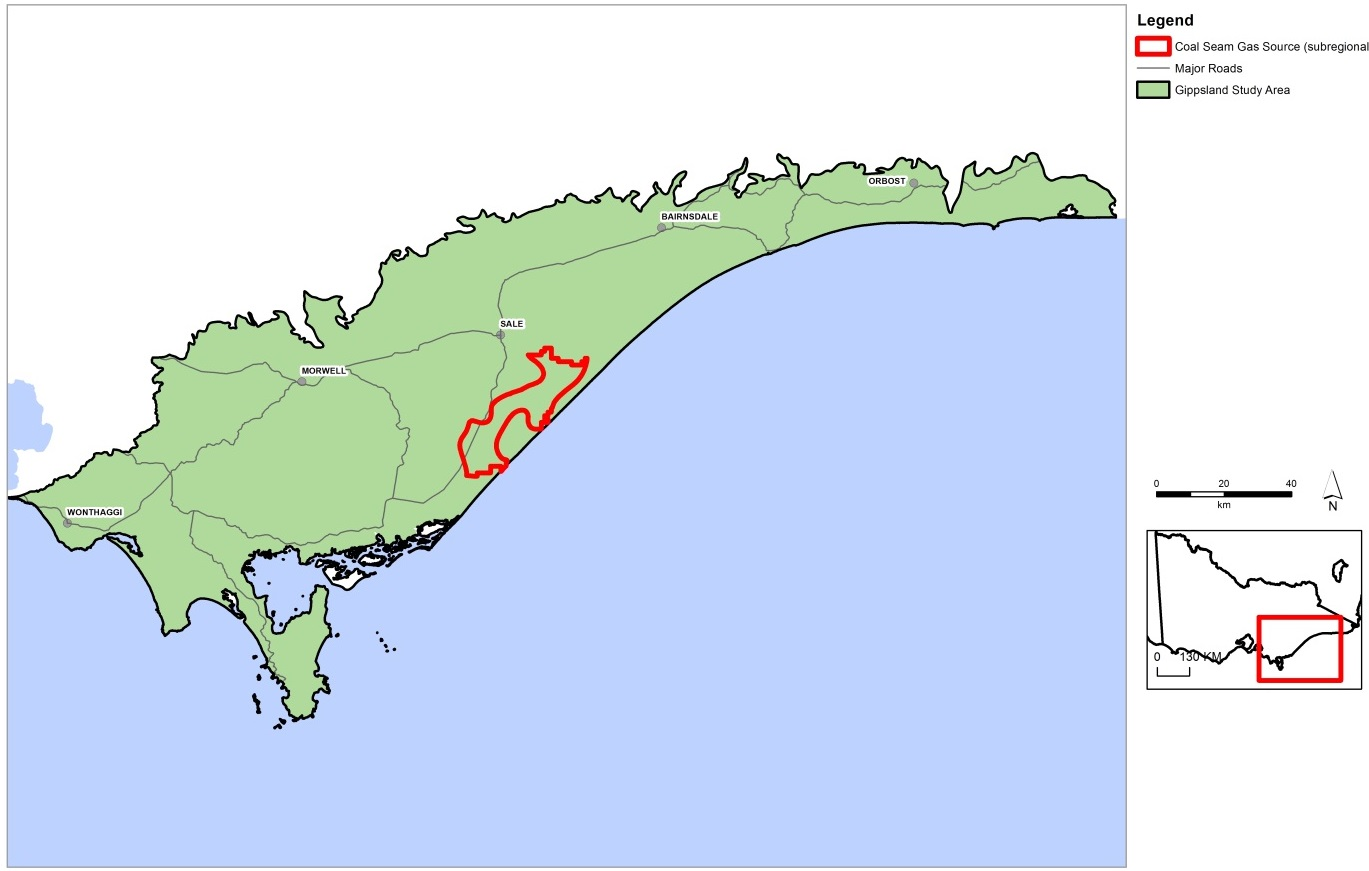 Legend
Coal Seam Gas Source (subregional
Major Roads
Gippsland Study Area
ORBOST
BAIRNSDALE
SALE
MORWELL
WONTHAGGI
0 20 40
km
N
0 130 KM